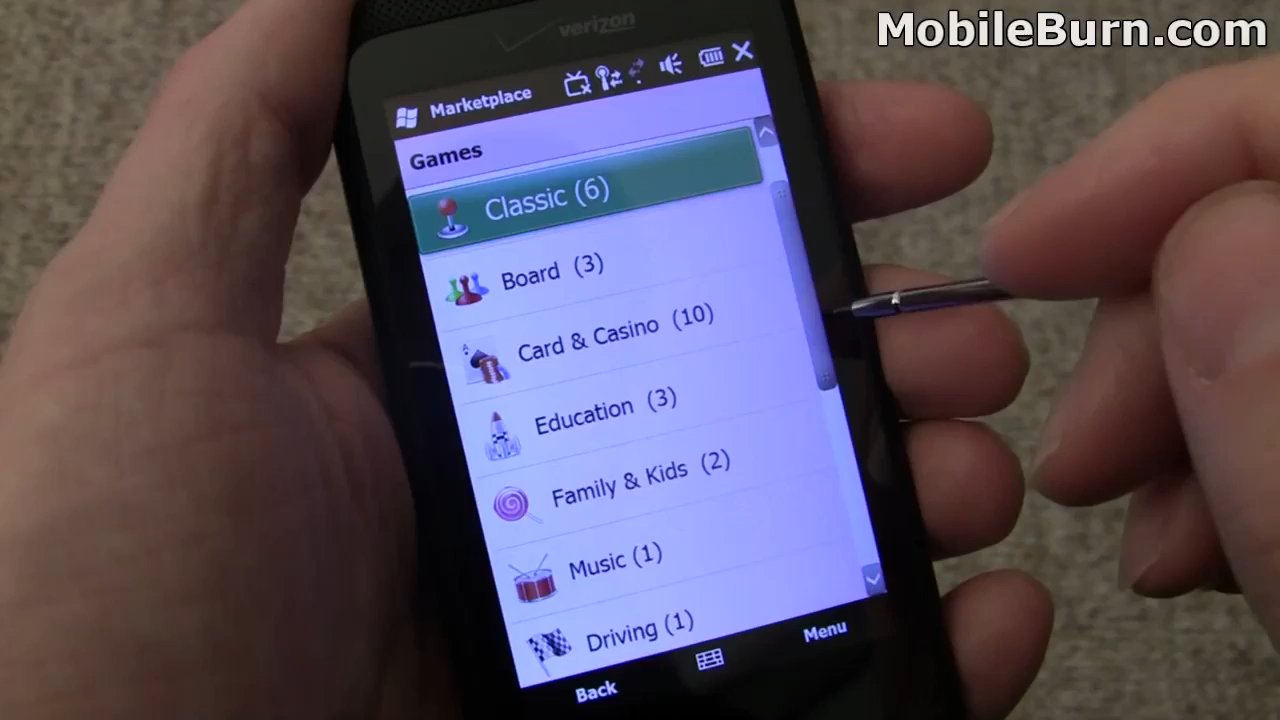 MobileBurn.com
verizon
Marketplace
Games
Classic (6)
Board (3)
Card & Casino (10)
Education (3)
Family & Kids (2)
Music (1)
Driving (1)
Back
Menu